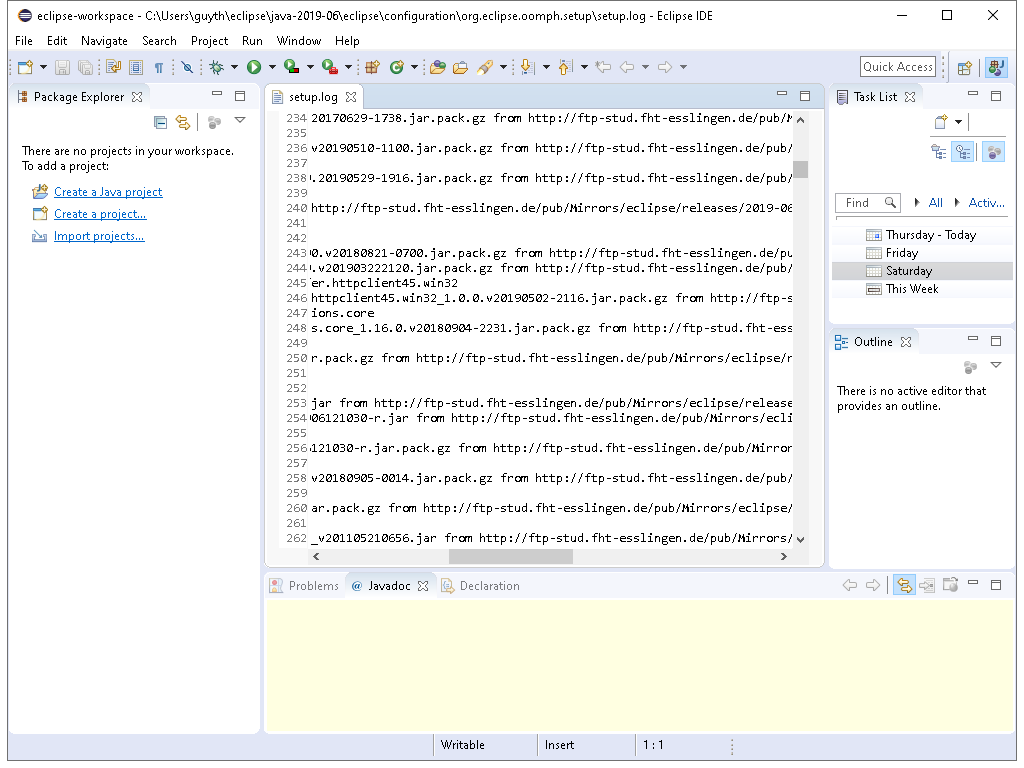 eclipse-workspace - C:\Users\guyth\eclipse\java-2019-06\eclipse\configuration\org.eclipse.oomph.setup\setup.log - Eclipse IDE
File Edit Navigate Search Project Run Window Help
Quick Access
Package Explorer
There are no projects in your workspace.
To add a project:
Create a Java project
Create a project...
Import projects...
setup.log
234 20170629-1738.jar.pack.gz from http://ftp-stud.fht-esslingen.de/pub/M
235
236 v20190510-1100.jar.pack.gz from http://ftp-stud.fht-esslingen.de/pub/
237
238 .20190529-1916.jar.pack.gz from http://ftp-stud.fht-esslingen.de/pub/
239
240 http://ftp-stud.fht-esslingen.de/pub/Mirrors/eclipse/releases/2019-06
241
242
243 0.v20180821-0700.jar.pack.gz from http://ftp-stud.fht-esslingen.de/pu
244 .v201903222120.jar.pack.gz from http://ftp-stud.fht-esslingen.de/pub/
245 er.httpclient45.win32
246 httpclient45.win32_1.0.0.v20190502-2116.jar.pack.gz from http://ftp-s
247 ions.core
248 s.core_1.16.0.v20180904-2231.jar.pack.gz from http://ftp-stud.fht-ess
249
250 r.pack.gz from http://ftp-stud.fht-esslingen.de/pub/Mirrors/eclipse/r
251
252
253 jar from http://ftp-stud.fht-esslingen.de/pub/Mirrors/eclipse/release
254 06121030-r.jar from http://ftp-stud.fht-esslingen.de/pub/Mirrors/ecli
255
256 121030-r.jar.pack.gz from http://ftp-stud.fht-esslingen.de/pub/Mirror
257
258 v20180905-0014.jar.pack.gz from http://ftp-stud.fht-esslingen.de/pub/
259
260 ar.pack.gz from http://ftp-stud.fht-esslingen.de/pub/Mirrors/eclipse/
261
262 _v201105210656.jar from http://ftp-stud.fht-esslingen.de/pub/Mirrors/
Task List
Find All Activ...
Thursday - Today
Friday
Saturday
This Week
Outline
There is no active editor that
provides an outline.
Problems @ Javadoc Declaration
Writable Insert 1 : 1